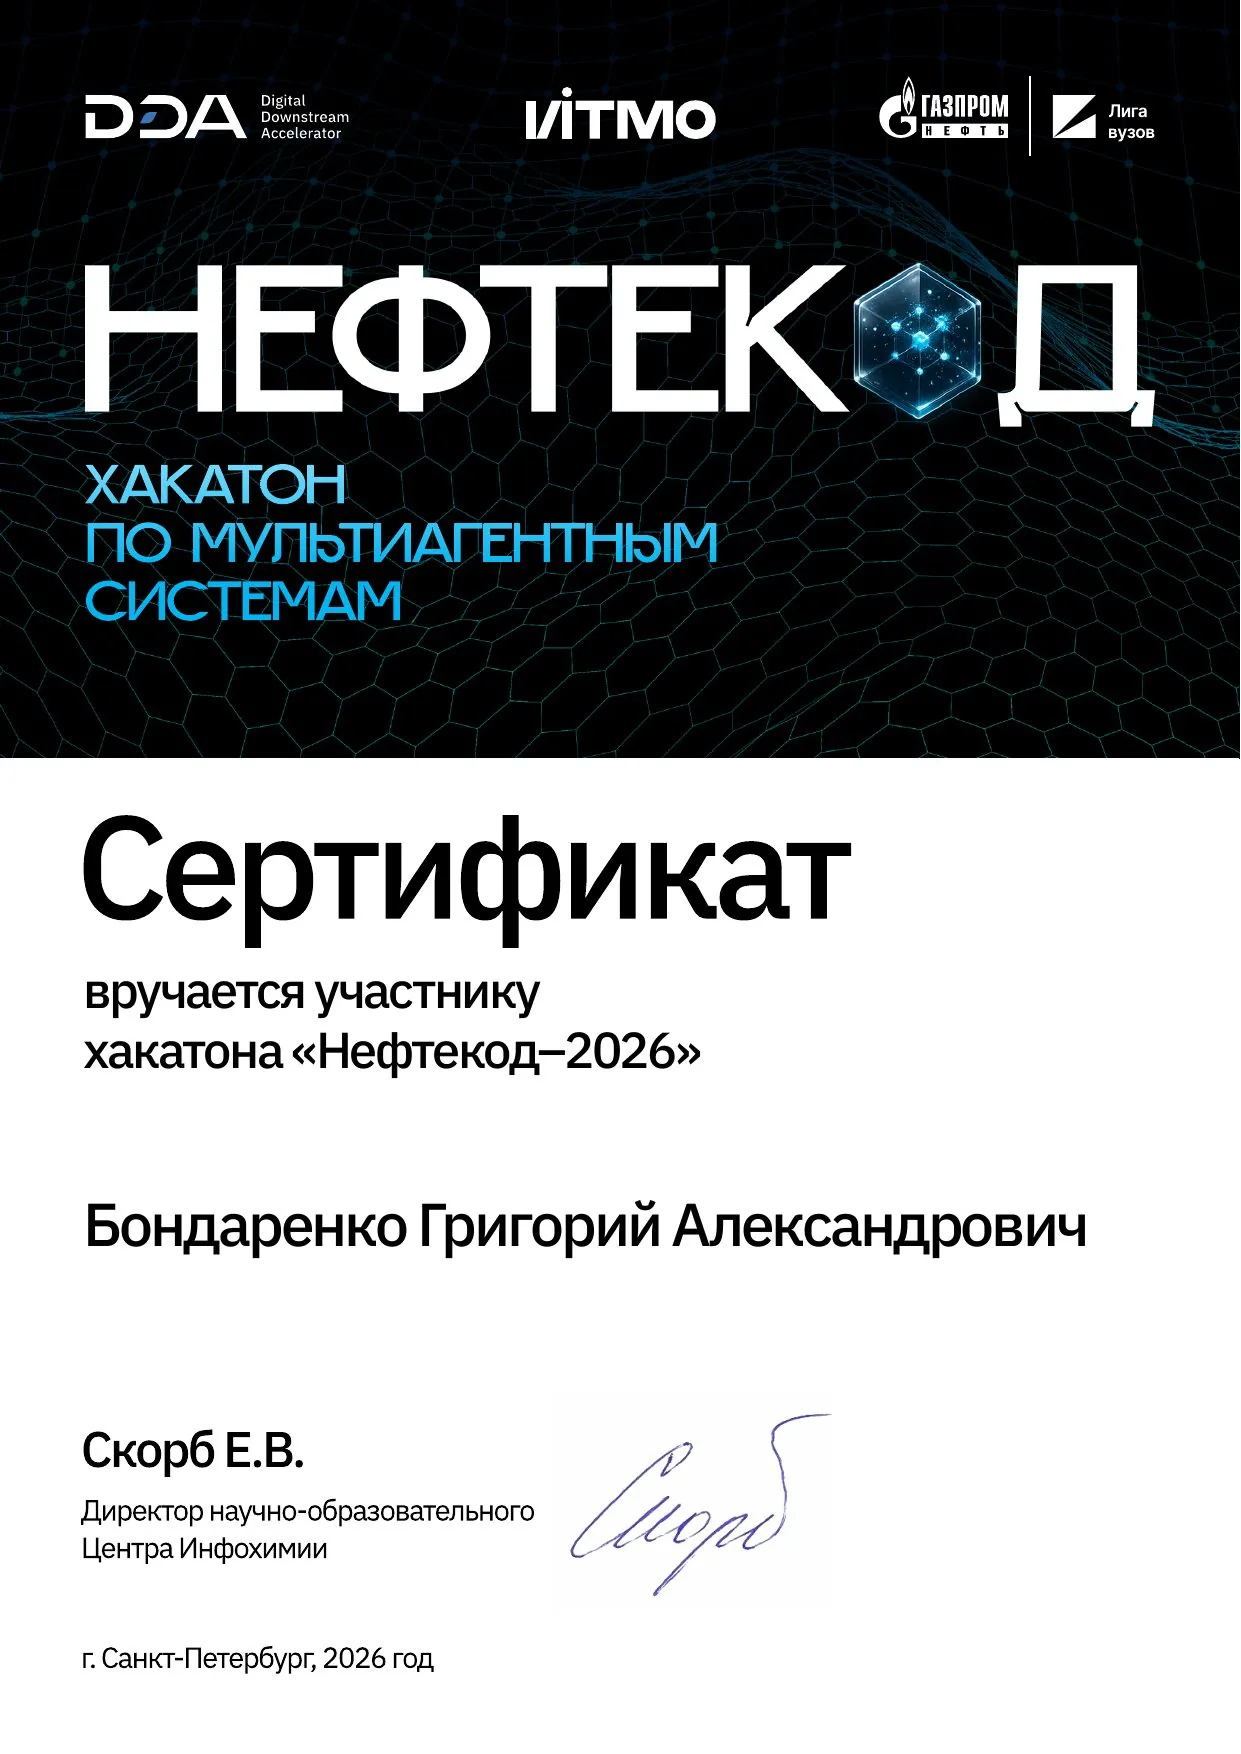 DDA
Digital
Downstream
Accelerator
ИTMO
ГАЗПРОМ
НЕФТЬ
Лига
вузов
НЕФТЕКОД
ХАКАТОН
ПО МУЛЬТИАГЕНТНЫМ
СИСТЕМАМ
Сертификат
вручается участнику
хакатона «Нефтекод–2026»
Бондаренко Григорий Александрович
Скорб Е.В.
Директор научно-образовательного
Центра Инфохимии
Скорб
г. Санкт-Петербург, 2026 год